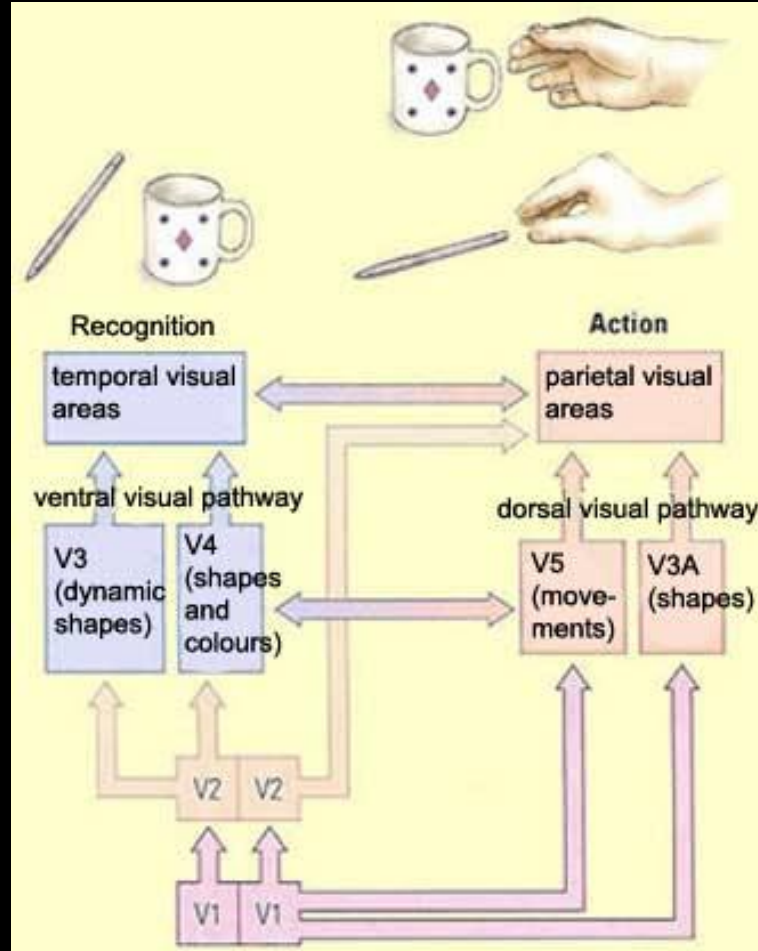 Recognition
Action
temporal visual
areas
parietal visual
areas
ventral visual pathway
dorsal visual pathway
V3
(dynamic
shapes)
V4
(shapes
and
colours)
V5
(move-
ments)
V3A
(shapes)
V2
V2
V1
V1